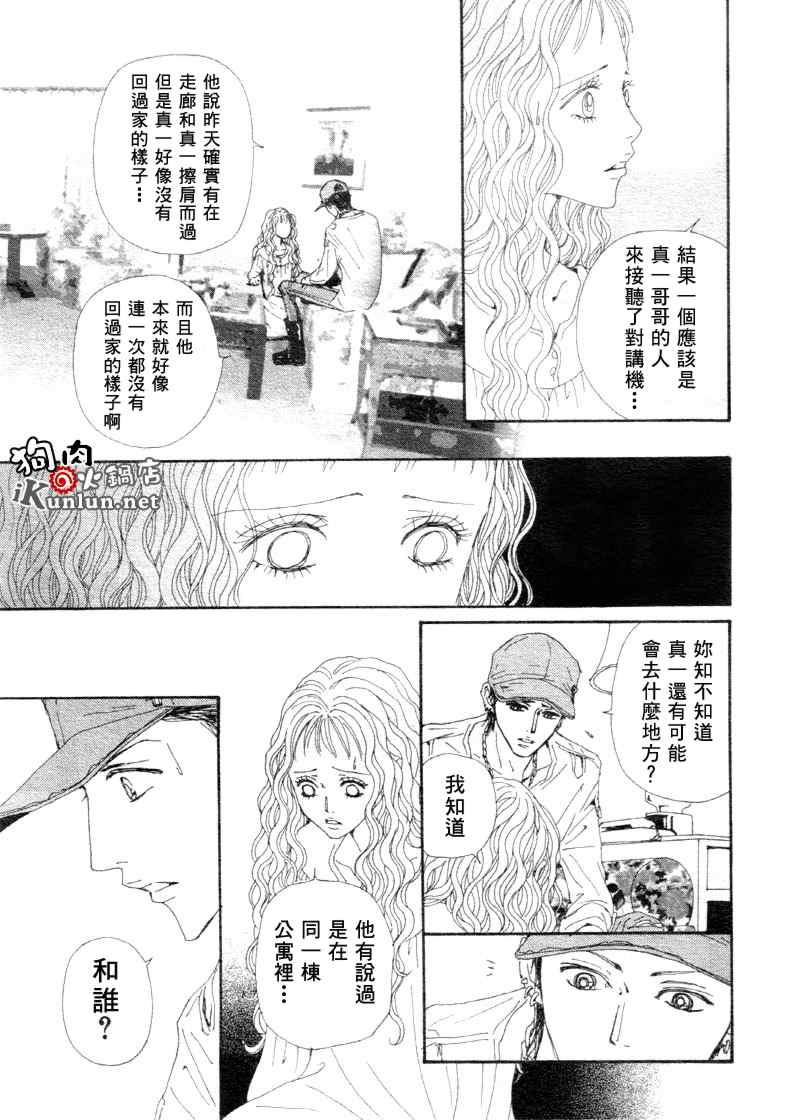 結果一個應該是
真一哥哥的人
來接聽了對講機…
他說昨天確實有在
走廊和真一擦肩而過
但是真一好像沒有
回過家的樣子…
而且他
本來就好像
連一次都沒有
回過家的樣子啊
狗肉
火鍋店
iKunlun.net
妳知不知道
真一還有可能
會去什麼地方?
我知道
他有說過
是在
同一棟
公寓裡…
和誰?